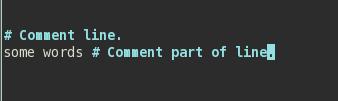 # Comment line.
some words # Comment part of line.